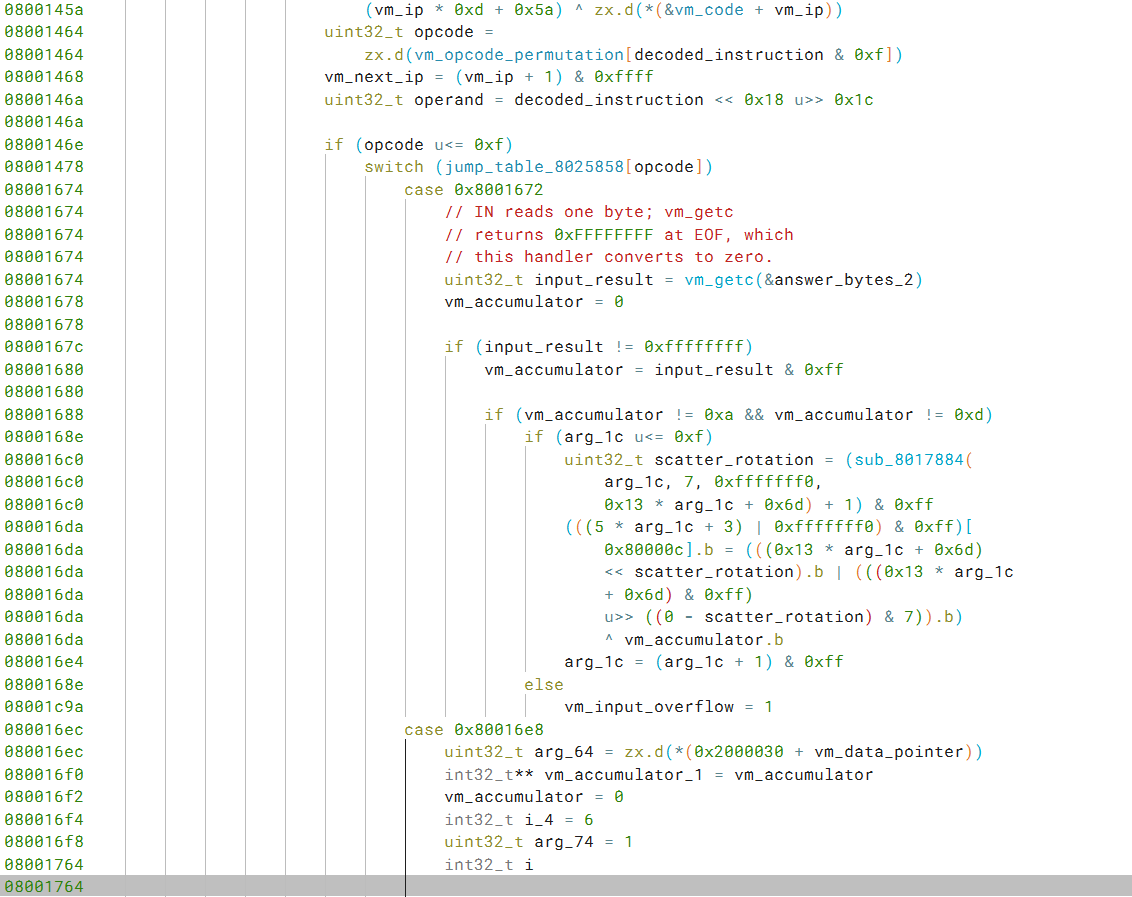 0800145a (vm_ip * 0xd + 0x5a) ^ zx.d(*(&vm_code + vm_ip))
08001464 uint32_t opcode =
08001464 zx.d(vm_opcode_permutation[decoded_instruction & 0xf])
08001468 vm_next_ip = (vm_ip + 1) & 0xffff
0800146a uint32_t operand = decoded_instruction << 0x18 u>> 0x1c
0800146a
0800146e if (opcode u<= 0xf)
08001478 switch (jump_table_8025858[opcode])
08001674 case 0x8001672
08001674 // IN reads one byte; vm_getc
08001674 // returns 0xFFFFFFFF at EOF, which
08001674 // this handler converts to zero.
08001674 uint32_t input_result = vm_getc(&answer_bytes_2)
08001678 vm_accumulator = 0
08001678
0800167c if (input_result != 0xffffffff)
08001680 vm_accumulator = input_result & 0xff
08001680
08001688 if (vm_accumulator != 0xa && vm_accumulator != 0xd)
0800168e if (arg_1c u<= 0xf)
080016c0 uint32_t scatter_rotation = (sub_8017884(
080016c0 arg_1c, 7, 0xfffffff0,
080016c0 0x13 * arg_1c + 0x6d) + 1) & 0xff
080016da (((5 * arg_1c + 3) | 0xfffffff0) & 0xff)[
080016da 0x80000c].b = (((0x13 * arg_1c + 0x6d)
080016da << scatter_rotation).b | (((0x13 * arg_1c
080016da + 0x6d) & 0xff)
080016da u>> ((0 - scatter_rotation) & 7)).b)
080016da ^ vm_accumulator.b
080016e4 arg_1c = (arg_1c + 1) & 0xff
0800168e else
08001c9a vm_input_overflow = 1
080016ec case 0x80016e8
080016ec uint32_t arg_64 = zx.d(*(0x2000030 + vm_data_pointer))
080016f0 int32_t** vm_accumulator_1 = vm_accumulator
080016f2 vm_accumulator = 0
080016f4 int32_t i_4 = 6
080016f8 uint32_t arg_74 = 1
08001764 int32_t i
08001764